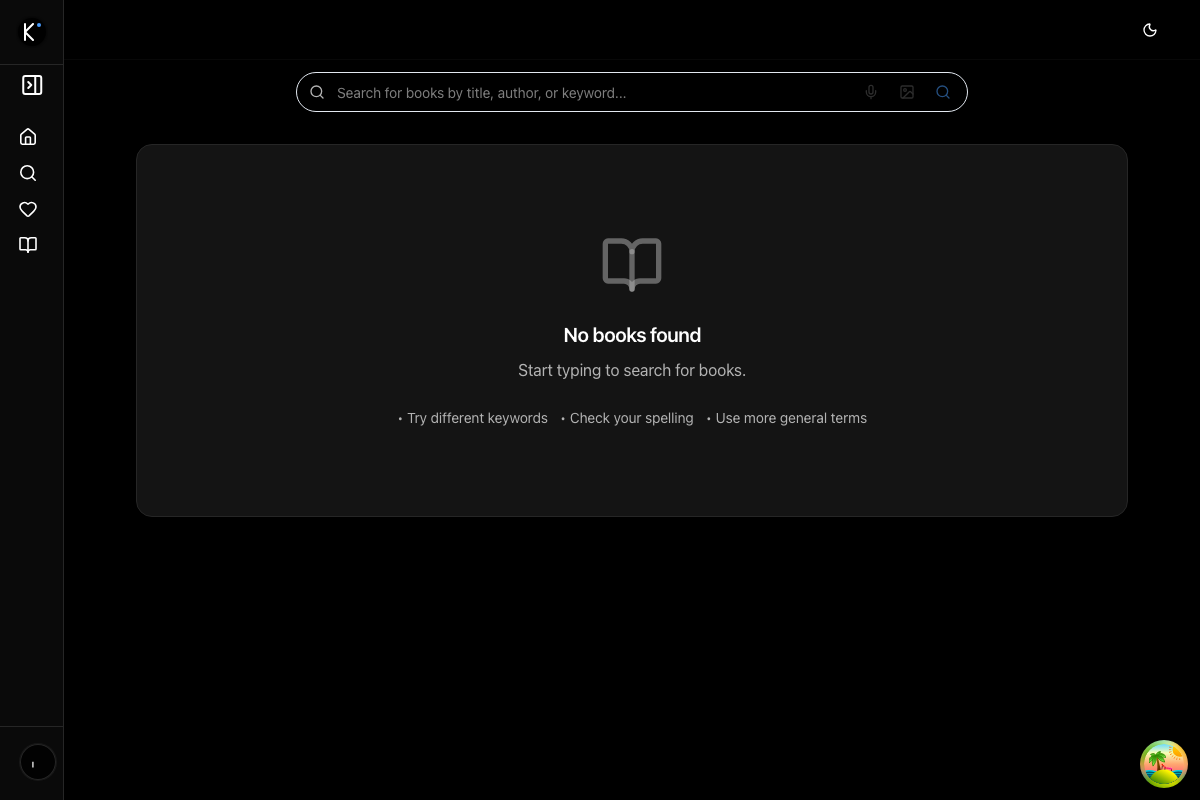 K
Search for books by title, author, or keyword...
No books found
Start typing to search for books.
• Try different keywords • Check your spelling • Use more general terms